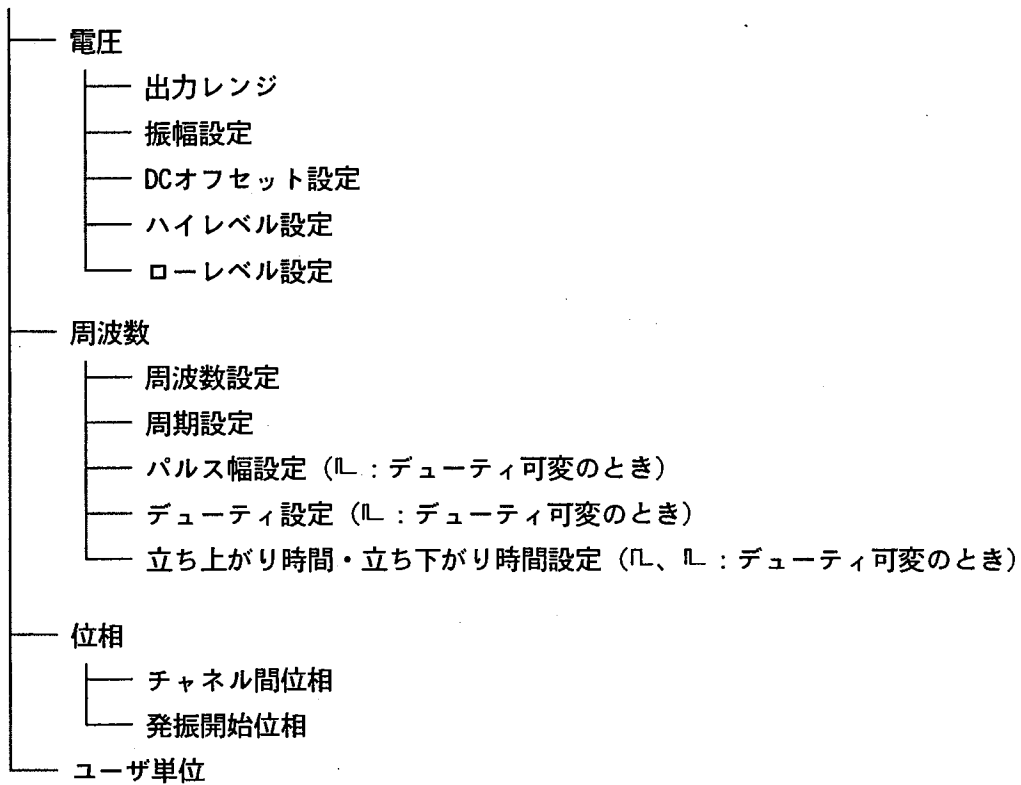 電圧
出力レンジ
振幅設定
DCオフセット設定
ハイレベル設定
ローレベル設定
周波数
周波数設定
周期設定
パルス幅設定（⎍：デューティ可変のとき）
デューティ設定（⎍：デューティ可変のとき）
立ち上がり時間・立ち下がり時間設定（⎍、⎍：デューティ可変のとき）
位相
チャネル間位相
発振開始位相
ユーザ単位